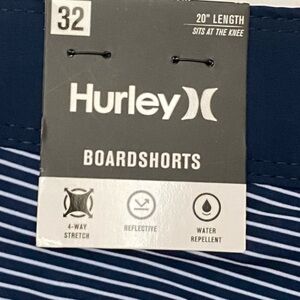 32
20" LENGTH
SITS AT THE KNEE
Hurley
BOARDSHORTS
4-WAY
STRETCH
REFLECTIVE
WATER
REPELLENT